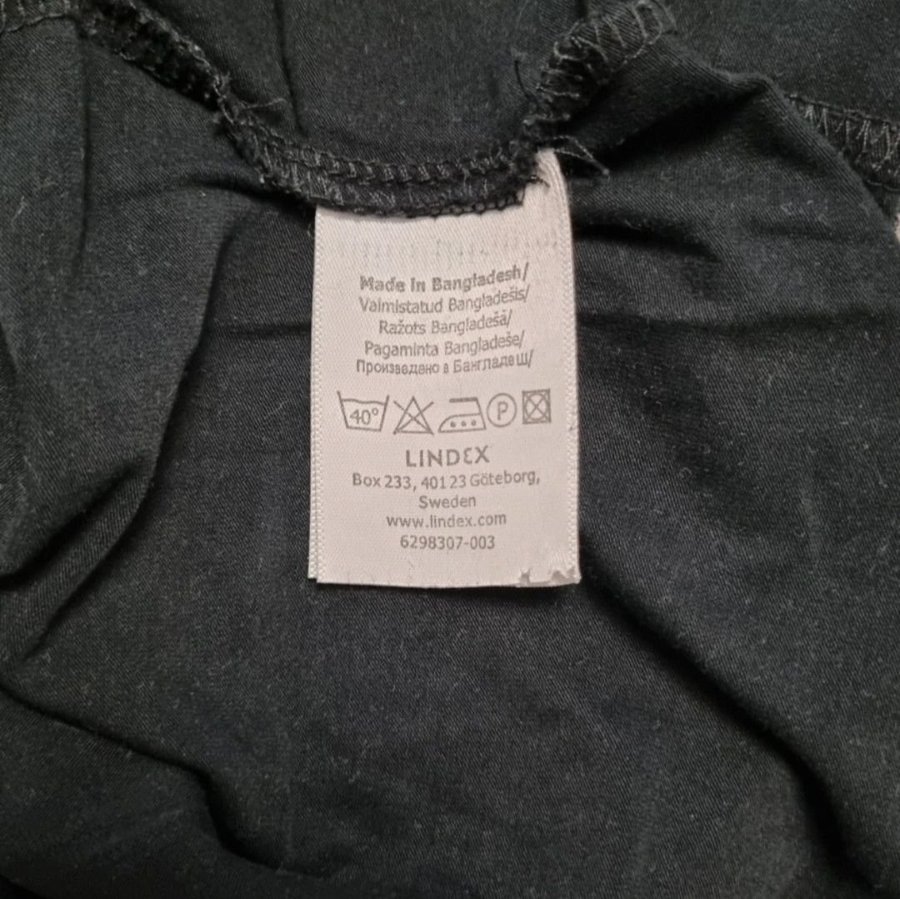 Made in Bangladesh/
Valmistatud Bangladešis/
Ražots Bangladešā/
Pagaminta Bangladeše/
Произведено в Бангладеш/
40°
P
LINDEX
Box 233, 401 23 Göteborg,
Sweden
www.lindex.com
6298307-003